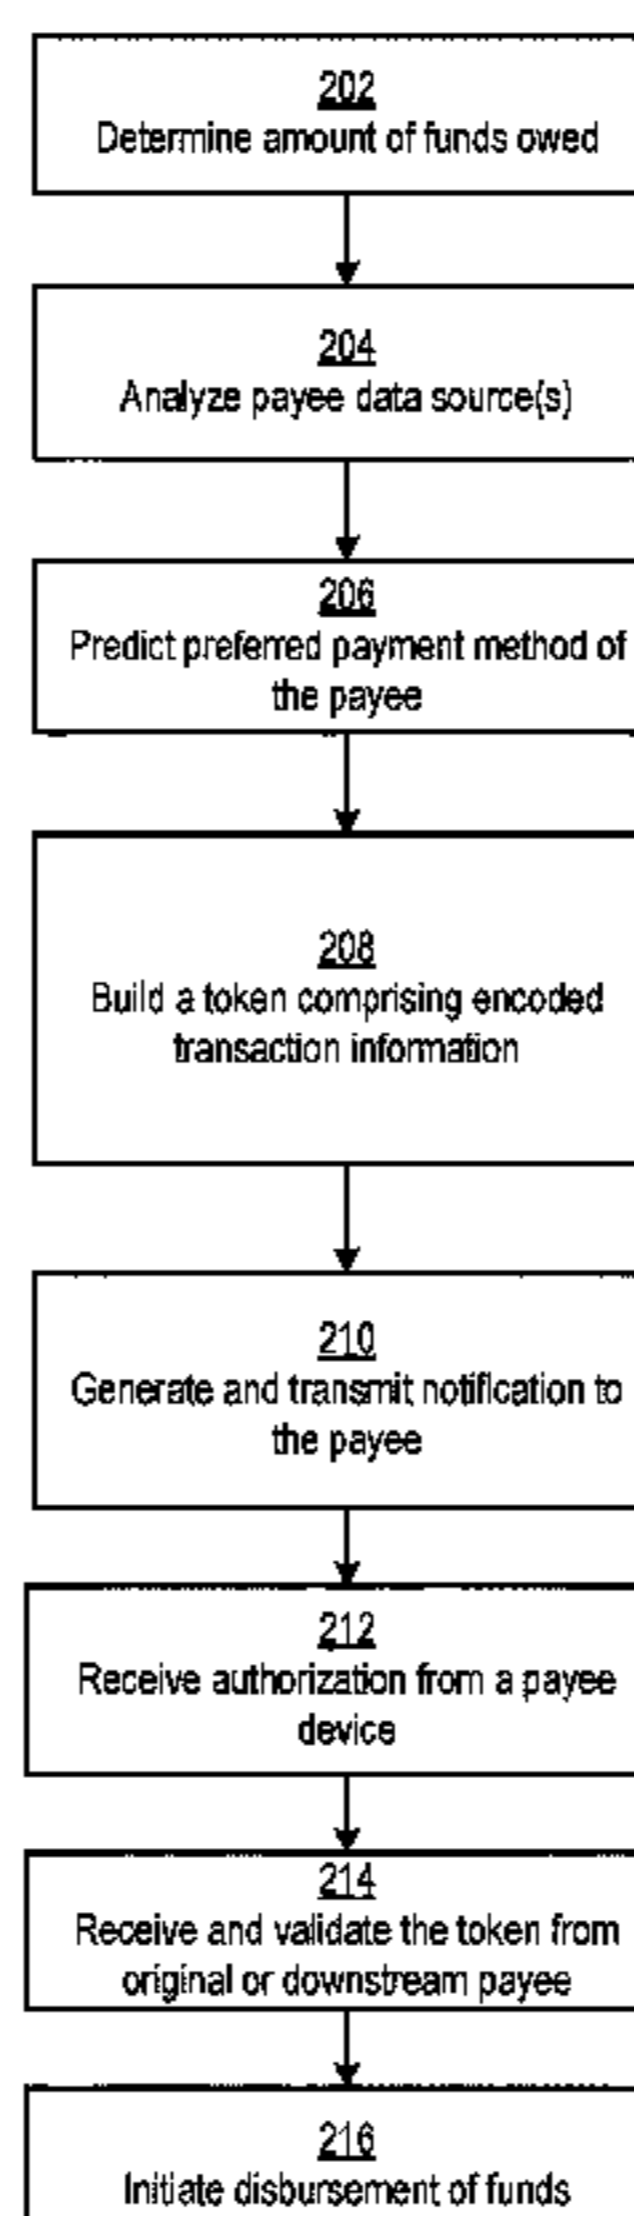 202
Determine amount of funds owed
204
Analyze payee data source(s)
206
Predict preferred payment method of
the payee
208
Build a token comprising encoded
transaction information
210
Generate and transmit notification to
the payee
212
Receive authorization from a payee
device
214
Receive and validate the token from
original or downstream payee
216
Initiate disbursement of funds